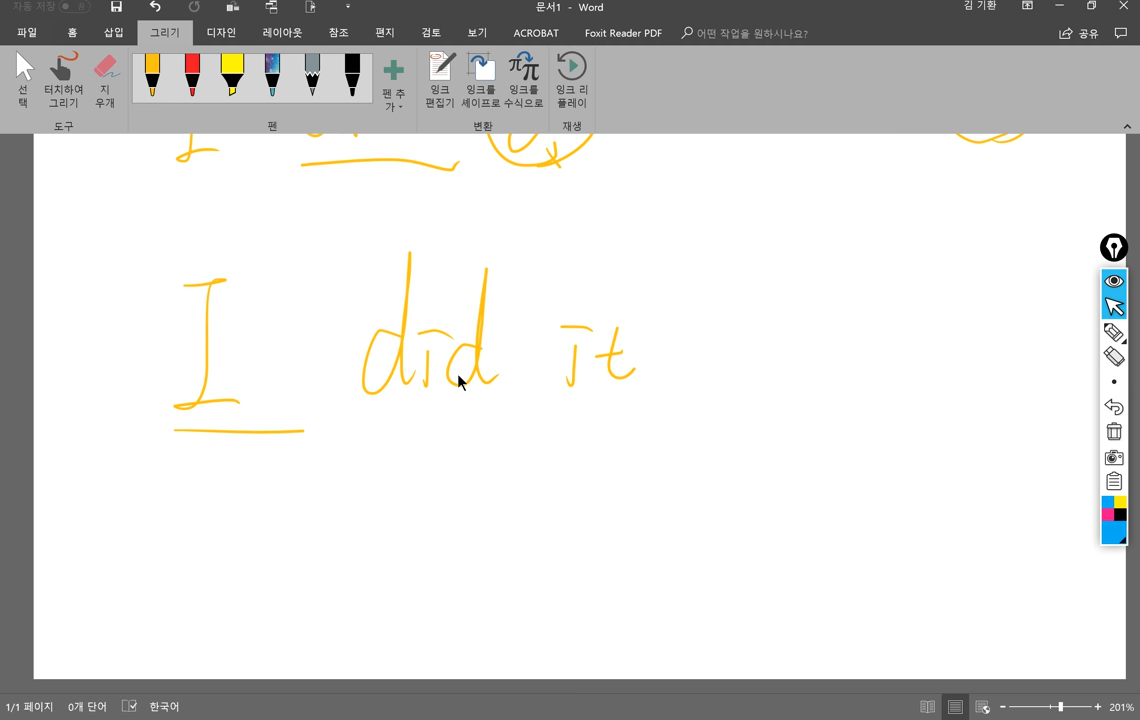 자동 저장
문서1 - Word
김 기환
파일 홈 삽입 그리기 디자인 레이아웃 참조 편지 검토 보기 ACROBAT Foxit Reader PDF 어떤 작업을 원하시나요? 공유
선택 터치하여 그리기 지우개 펜 추가 잉크 편집기 잉크를 셰이프로 잉크를 수식으로 잉크 리플레이
도구 펜 변환 재생
I
I did it
1/1 페이지 0개 단어 한국어 201%